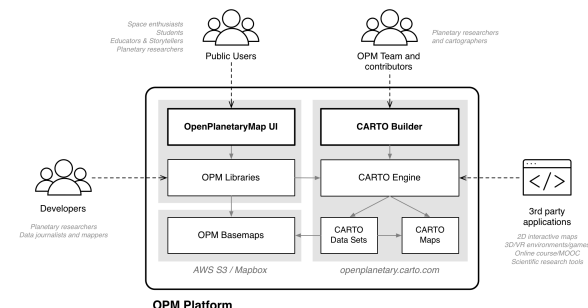 Space enthusiasts
Students
Educators & Storytellers
Planetary researchers
Public Users
Planetary researchers
and cartographers
OPM Team and
contributors
OpenPlanetaryMap UI
CARTO Builder
OPM Libraries
CARTO Engine
Developers
Planetary researchers
Data journalists and mappers
</>
3rd party
applications
2D interactive maps
3D/VR environments/games
Online course/MOOC
Scientific research tools
OPM Basemaps
CARTO
Data Sets
CARTO
Maps
AWS S3 / Mapbox
openplanetary.carto.com
OPM Platform